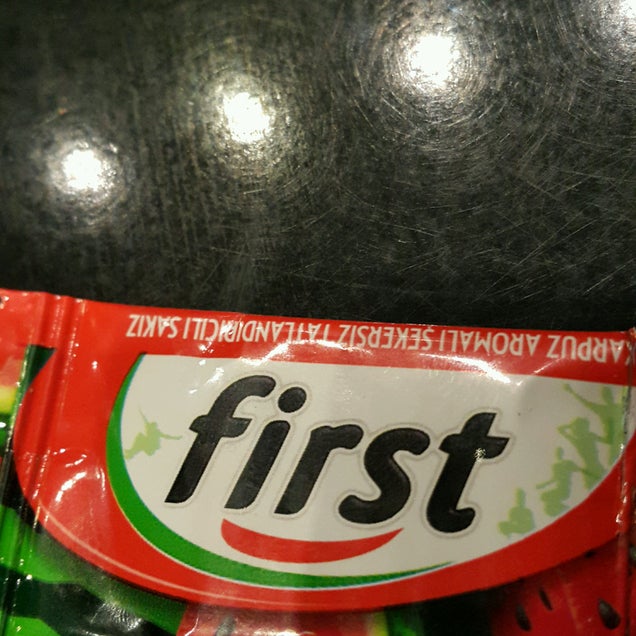 KARPUZ AROMALI ŞEKERSİZ TATLANDIRICILI SAKIZ
first